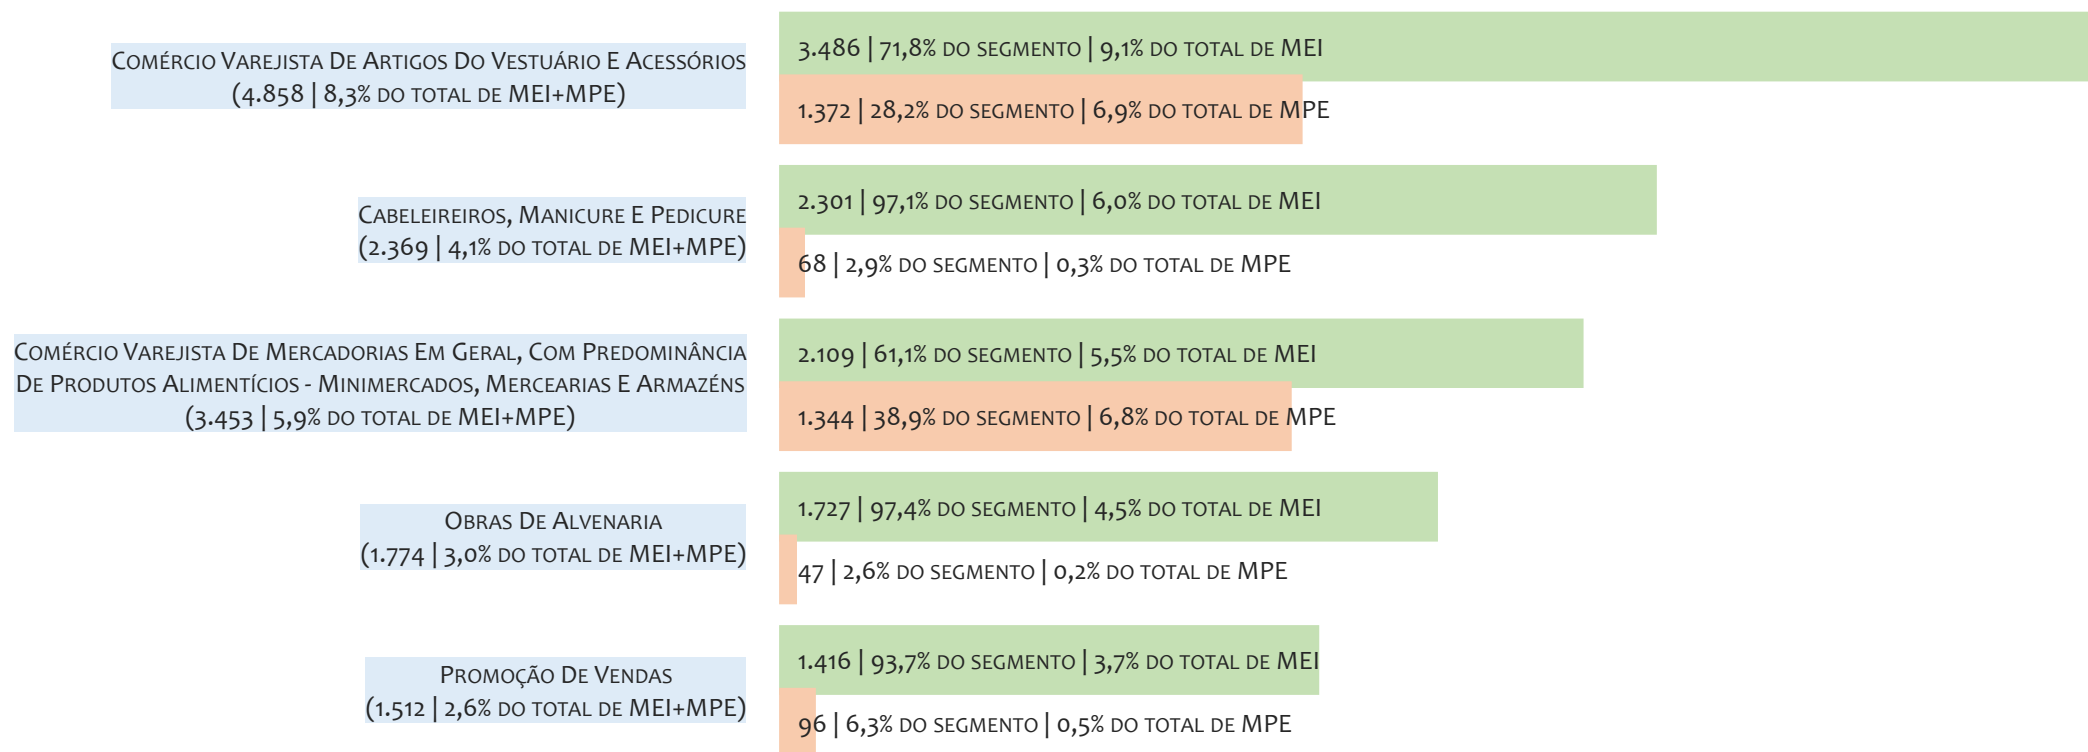 Comércio Varejista De Artigos Do Vestuário E Acessórios
(4.858 | 8,3% do total de MEI+MPE)
3.486 | 71,8% do segmento | 9,1% do total de MEI
1.372 | 28,2% do segmento | 6,9% do total de MPE
Cabeleireiros, Manicure E Pedicure
(2.369 | 4,1% do total de MEI+MPE)
2.301 | 97,1% do segmento | 6,0% do total de MEI
68 | 2,9% do segmento | 0,3% do total de MPE
Comércio Varejista De Mercadorias Em Geral, Com Predominância
De Produtos Alimentícios - Minimercados, Mercearias E Armazéns
(3.453 | 5,9% do total de MEI+MPE)
2.109 | 61,1% do segmento | 5,5% do total de MEI
1.344 | 38,9% do segmento | 6,8% do total de MPE
Obras De Alvenaria
(1.774 | 3,0% do total de MEI+MPE)
1.727 | 97,4% do segmento | 4,5% do total de MEI
47 | 2,6% do segmento | 0,2% do total de MPE
Promoção De Vendas
(1.512 | 2,6% do total de MEI+MPE)
1.416 | 93,7% do segmento | 3,7% do total de MEI
96 | 6,3% do segmento | 0,5% do total de MPE